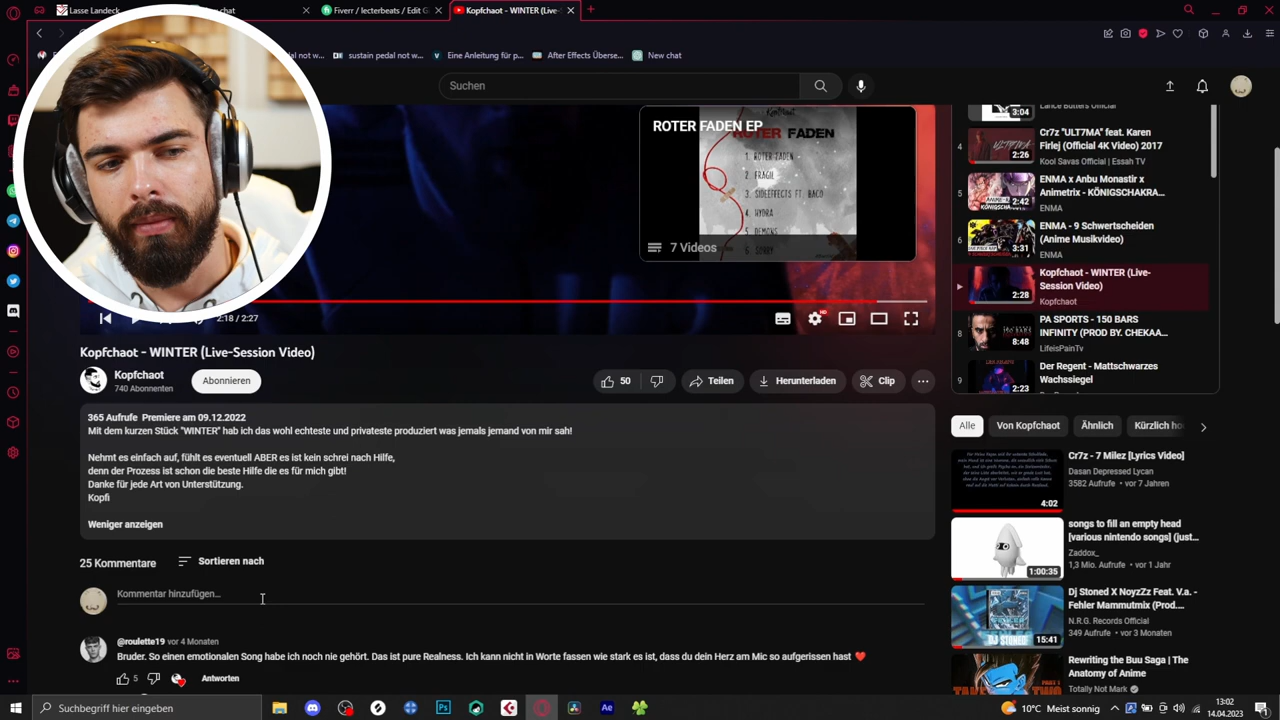 Lasse Landeck
chat
Fiverr / lecterbeats / Edit G
Kopfchaot - WINTER (Live-
dal not w...
sustain pedal not w...
Eine Anleitung für p...
After Effects Überse...
New chat
Suchen
ROTER FADEN EP
ROTER FADEN
1. ROTER FADEN
2. FRAGIL
3. SIDEEFFECTS FT. BACO
4. HYDRA
5. DEMONS
6. SORRY
7 Videos
2:18 / 2:27
Kopfchaot - WINTER (Live-Session Video)
Kopfchaot
740 Abonnenten
Abonnieren
50
Teilen
Herunterladen
Clip
365 Aufrufe Premiere am 09.12.2022
Mit dem kurzen Stück "WINTER" hab ich das wohl echteste und privateste produziert was jemals jemand von mir sah!
Nehmt es einfach auf, fühlt es eventuell ABER es ist kein schrei nach Hilfe,
denn der Prozess ist schon die beste Hilfe die es für mich gibt!
Danke für jede Art von Unterstützung.
Kopfi
Weniger anzeigen
25 Kommentare
Sortieren nach
Kommentar hinzufügen...
@roulette19 vor 4 Monaten
Bruder. So einen emotionalen Song habe ich noch nie gehört. Das ist pure Realness. Ich kann nicht in Worte fassen wie stark es ist, dass du dein Herz am Mic so aufgerissen hast ❤️
5
Antworten
3:04
Lance Butters Official
4
2:26
Cr7z "ULT7MA" feat. Karen
Firlej (Official 4K Video) 2017
Kool Savas Official | Essah TV
5
2:42
ENMA x Anbu Monastir x
Animetrix - KÖNIGSCHAKRA...
ENMA
6
3:31
ENMA - 9 Schwertscheiden
(Anime Musikvideo)
ENMA
2:28
Kopfchaot - WINTER (Live-
Session Video)
Kopfchaot
8
8:48
PA SPORTS - 150 BARS
INFINITY (PROD BY. CHEKAA...
LifeisPainTv
9
2:23
Der Regent - Mattschwarzes
Wachssiegel
Alle
Von Kopfchaot
Ähnlich
Kürzlich ho
4:02
Cr7z - 7 Milez [Lyrics Video]
Dasan Depressed Lycan
3582 Aufrufe • vor 7 Jahren
1:00:35
songs to fill an empty head
[various nintendo songs] (just...
Zaddox_
1,3 Mio. Aufrufe • vor 1 Jahr
15:41
Dj Stoned X NoyzZz Feat. V.a. -
Fehler Mammutmix (Prod....
N.R.G. Records Official
349 Aufrufe • vor 3 Monaten
Rewriting the Buu Saga | The
Anatomy of Anime
Totally Not Mark
Suchbegriff hier eingeben
Ps
Ae
10°C Meist sonnig
13:02
14.04.2023